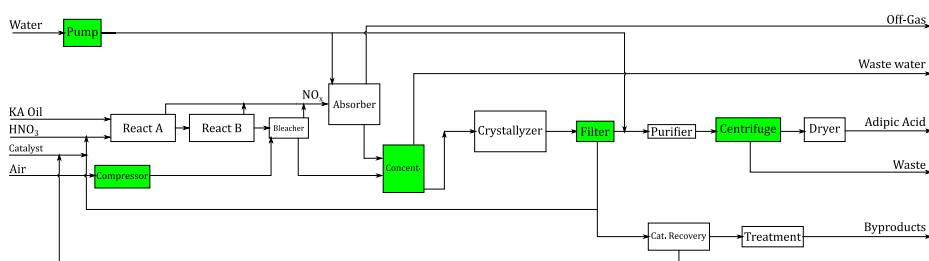 Water
Pump
Off-Gas
Waste water
NOx
Absorber
KA Oil
HNO3
Catalyst
Air
React A
React B
Bleacher
Compressor
Concent.
Crystallyzer
Filter
Purifier
Centrifuge
Dryer
Adipic Acid
Waste
Cat. Recovery
Treatment
Byproducts